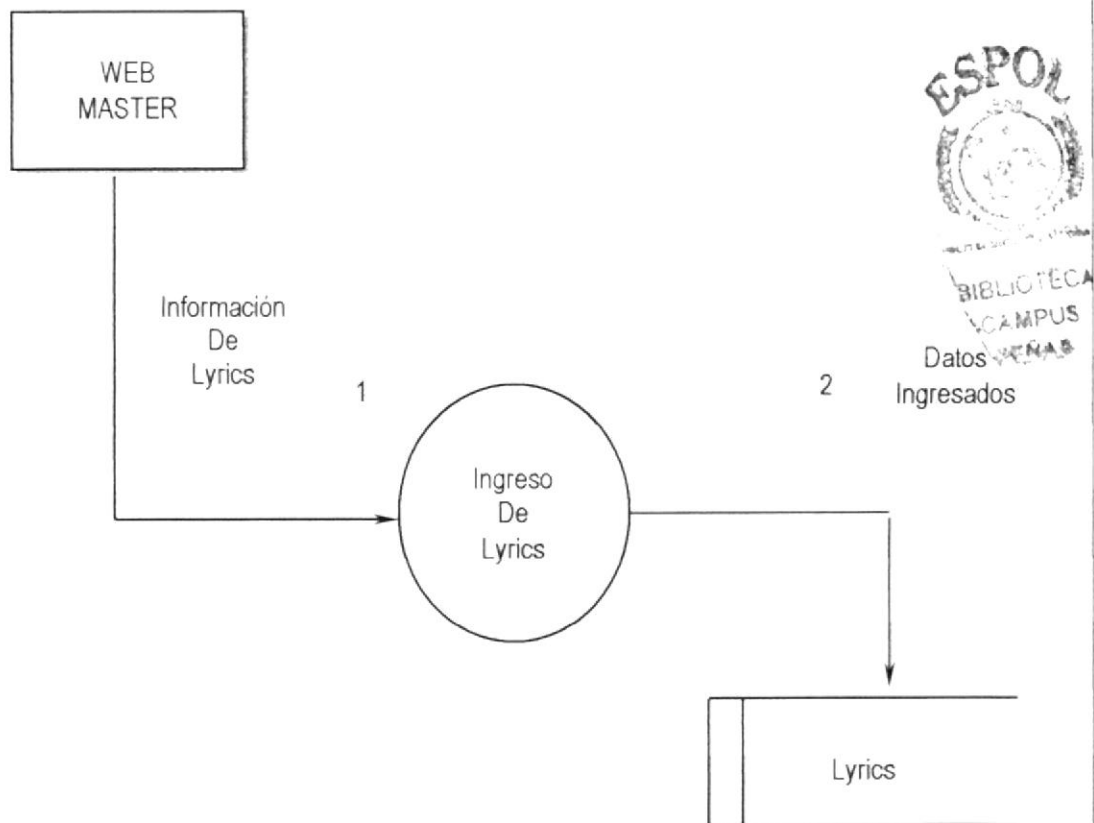 WEB
MASTER
ESPOL
BIBLIOTECA
CAMPUS
Información
De
Lyrics
1
2
Datos
Ingresados
Ingreso
De
Lyrics
Lyrics